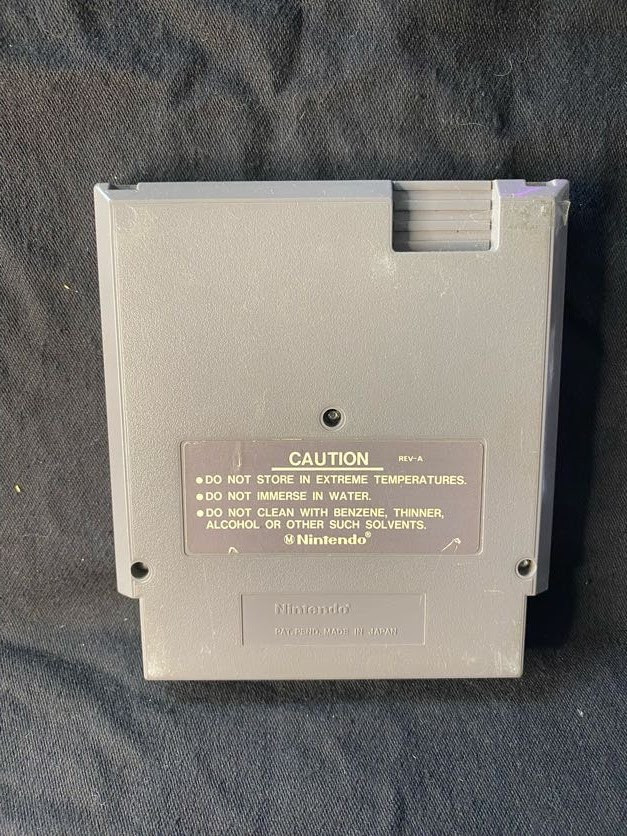 CAUTION REV-A
●DO NOT STORE IN EXTREME TEMPERATURES.
●DO NOT IMMERSE IN WATER.
●DO NOT CLEAN WITH BENZENE, THINNER,
ALCOHOL OR OTHER SUCH SOLVENTS.
Ⓜ Nintendo®
Nintendo®
PAT. PEND. MADE IN JAPAN